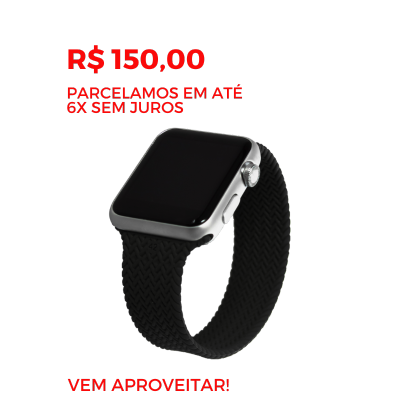 R$ 150,00
PARCELAMOS EM ATÉ
6X SEM JUROS
VEM APROVEITAR!